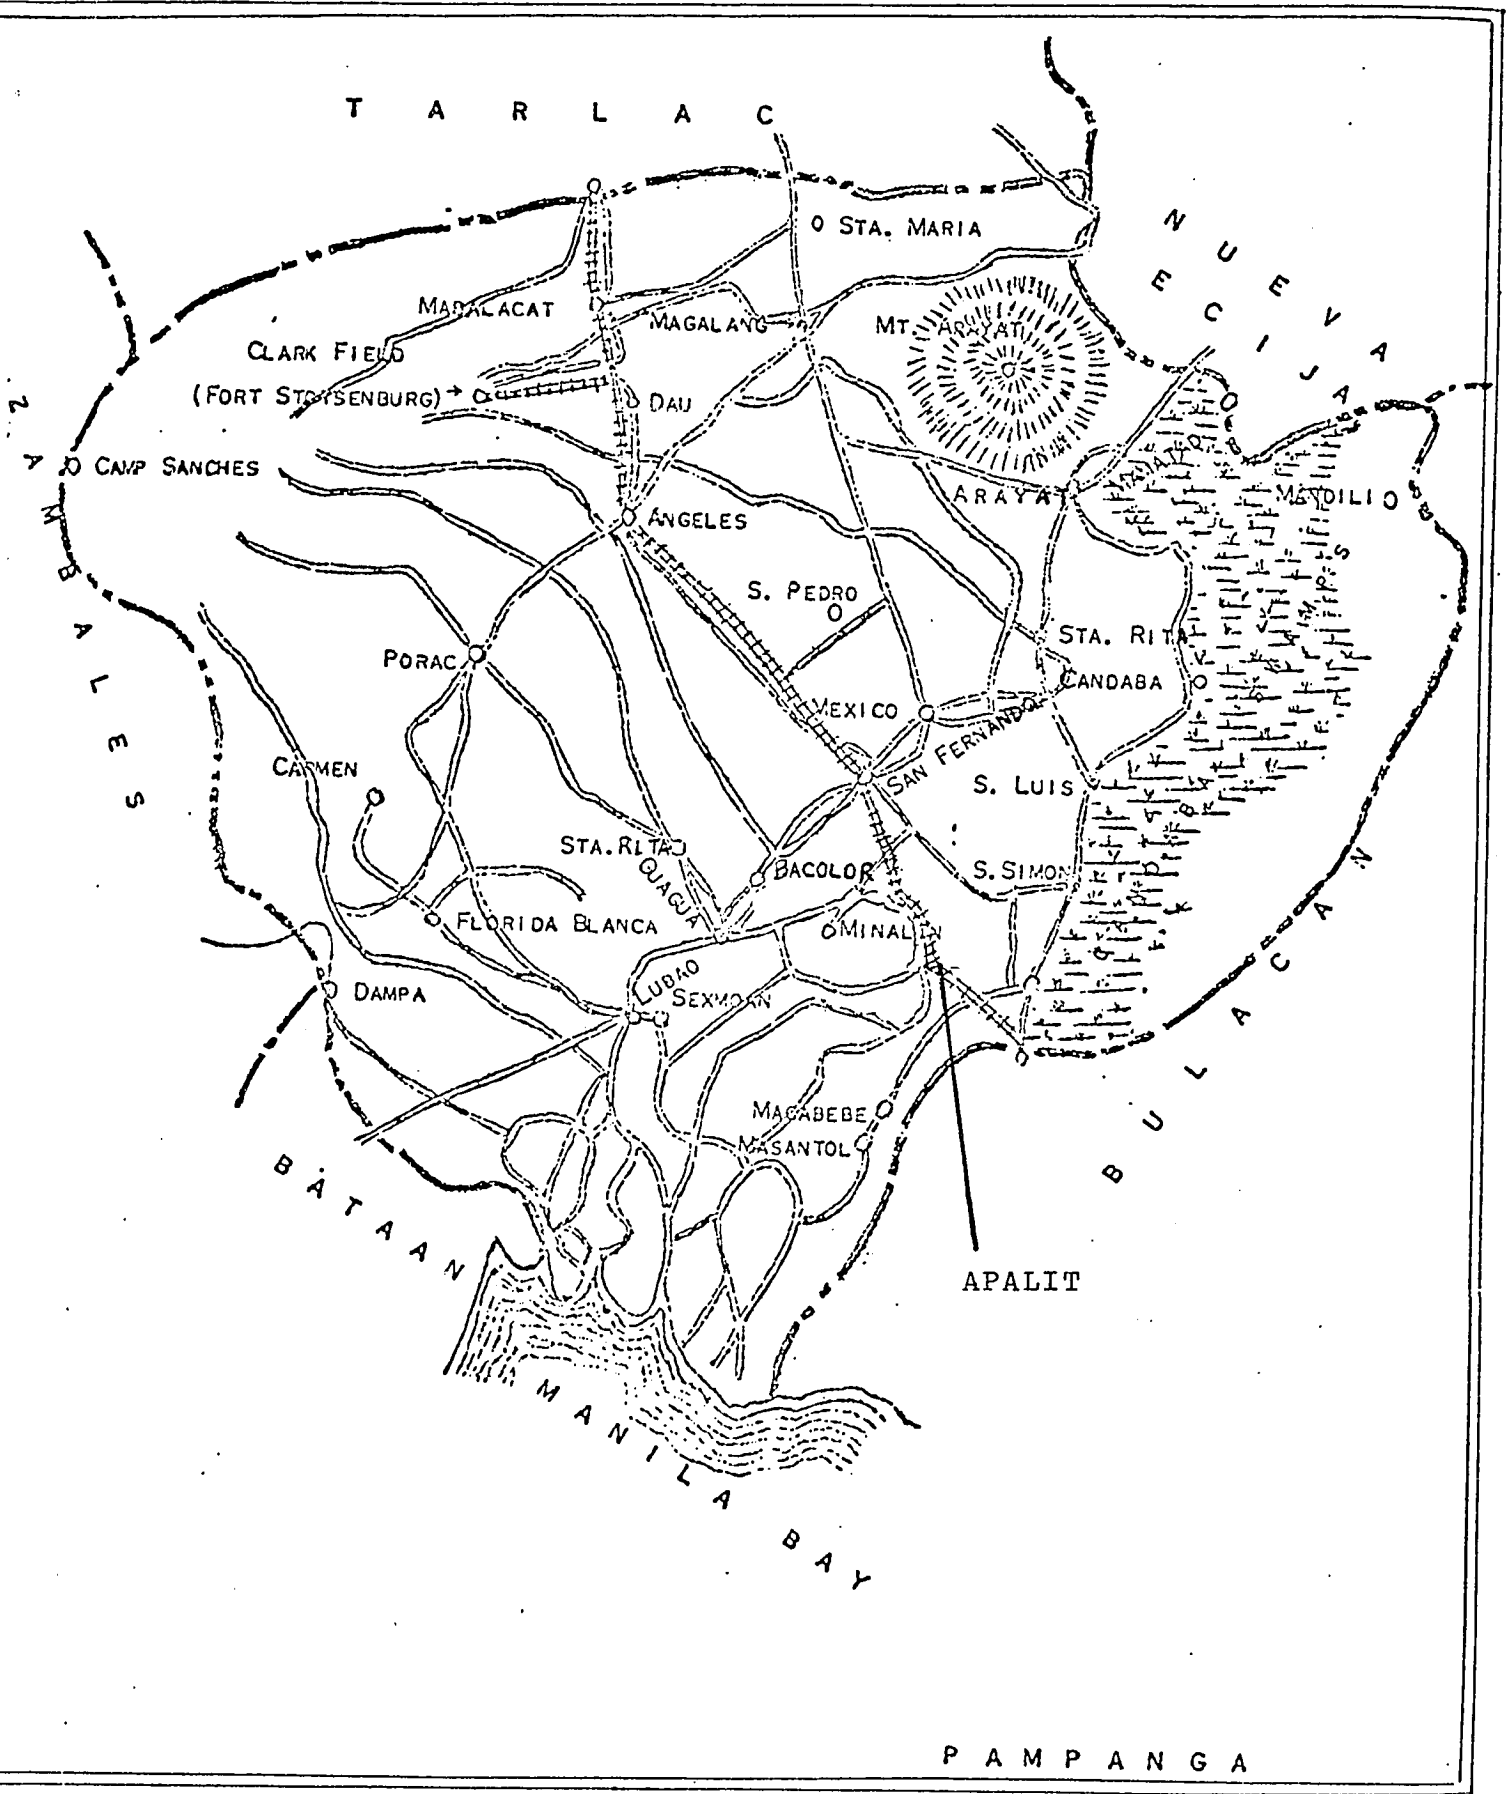 TARLAC
NUEVA
ECIJA
STA. MARIA
MABALACAT
MAGALANG
MT. ARAYAT
CLARK FIELD
(FORT STOTSENBURG)
DAU
ZAMBALES
CAMP SANCHES
ARAYAT
MANDILI
ANGELES
S. PEDRO
STA. RITA
PORAC
CANDABA
MEXICO
SAN FERNANDO
CARMEN
S. LUIS
STA. RITA
GUAGUA
BACOLOR
S. SIMON
FLORIDA BLANCA
MINALIN
BULACAN
LUBAO
DAMPA
SEXMOAN
MACABEBE
MASANTOL
BATAAN
APALIT
MANILA BAY
PAMPANGA